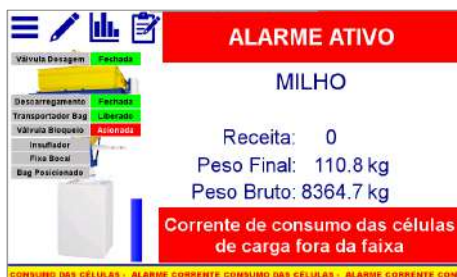 ALARME ATIVO
Válvula Dosagem Fechada
MILHO
Descarregamento Fechada
Transportador Bag Liberado
Válvula Bloqueio Acionada
Insuflador
Fixa Bocal
Bag Posicionado
Receita: 0
Peso Final: 110.8 kg
Peso Bruto: 8364.7 kg
Corrente de consumo das células
de carga fora da faixa
CONSUMO DAS CÉLULAS - ALARME CORRENTE CONSUMO DAS CÉLULAS - ALARME CORRENTE CON